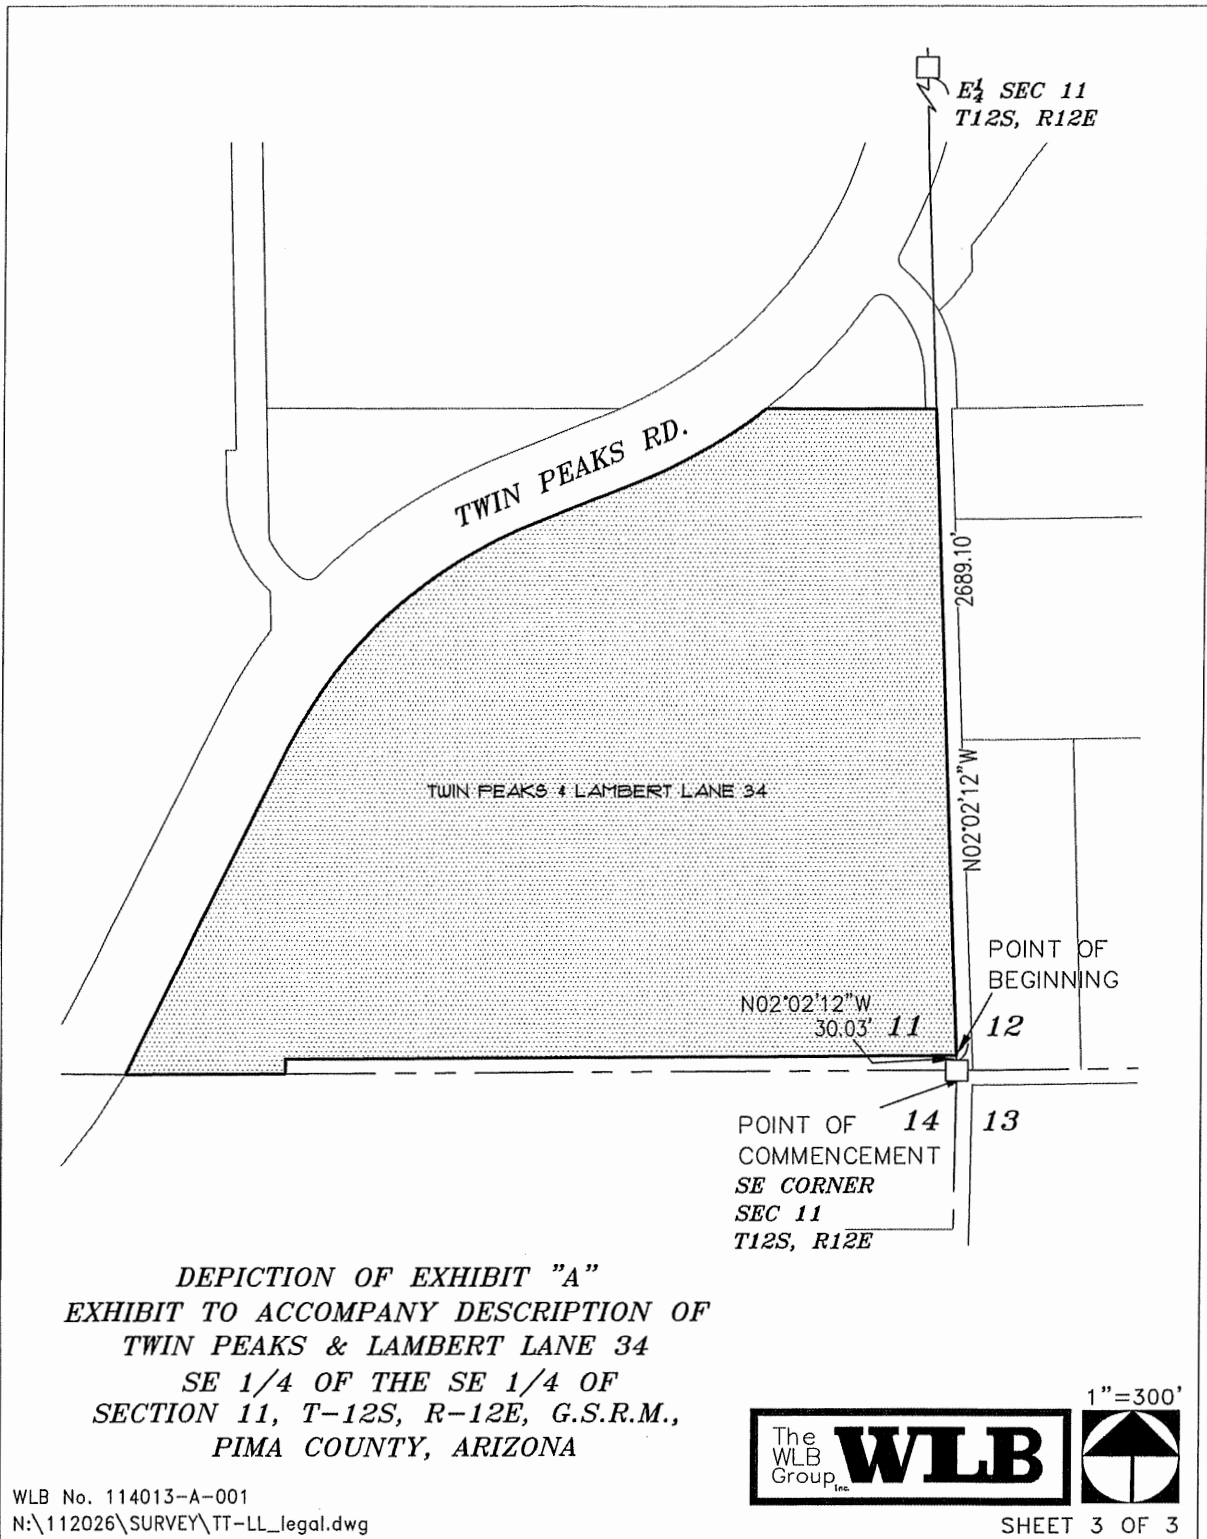 E1/4 SEC 11
T12S, R12E
TWIN PEAKS RD.
2689.10'
N02°02'12"W
TWIN PEAKS & LAMBERT LANE 34
POINT OF
BEGINNING
N02°02'12"W
30.03'
11
12
14
13
POINT OF
COMMENCEMENT
SE CORNER
SEC 11
T12S, R12E
DEPICTION OF EXHIBIT "A"
EXHIBIT TO ACCOMPANY DESCRIPTION OF
TWIN PEAKS & LAMBERT LANE 34
SE 1/4 OF THE SE 1/4 OF
SECTION 11, T-12S, R-12E, G.S.R.M.,
PIMA COUNTY, ARIZONA
The
WLB
Group Inc.
WLB
1"=300'
WLB No. 114013-A-001
N:\112026\SURVEY\TT-LL_legal.dwg
SHEET 3 OF 3